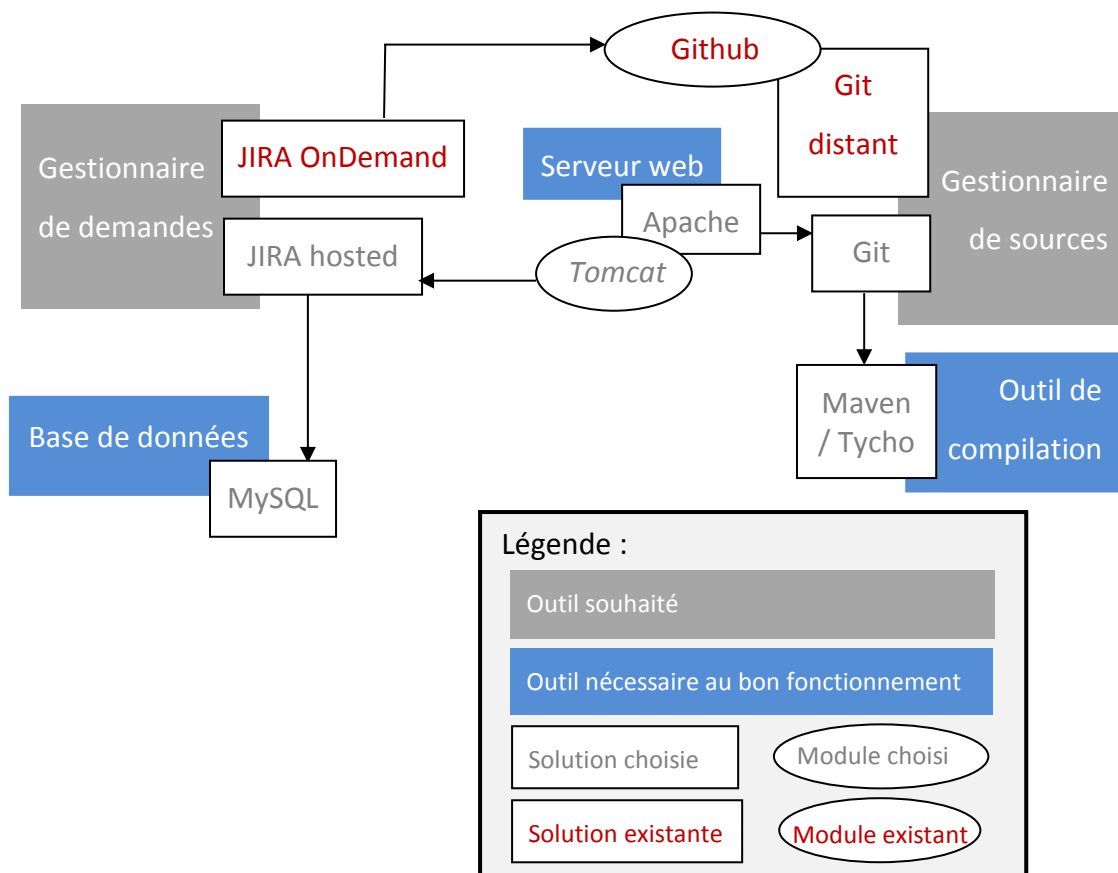 Github
Git
distant
JIRA OnDemand
Gestionnaire
de demandes
Serveur web
Gestionnaire
de sources
Apache
JIRA hosted
Tomcat
Git
Maven
/ Tycho
Outil de
compilation
Base de données
MySQL
Légende :
Outil souhaité
Outil nécessaire au bon fonctionnement
Solution choisie
Module choisi
Solution existante
Module existant